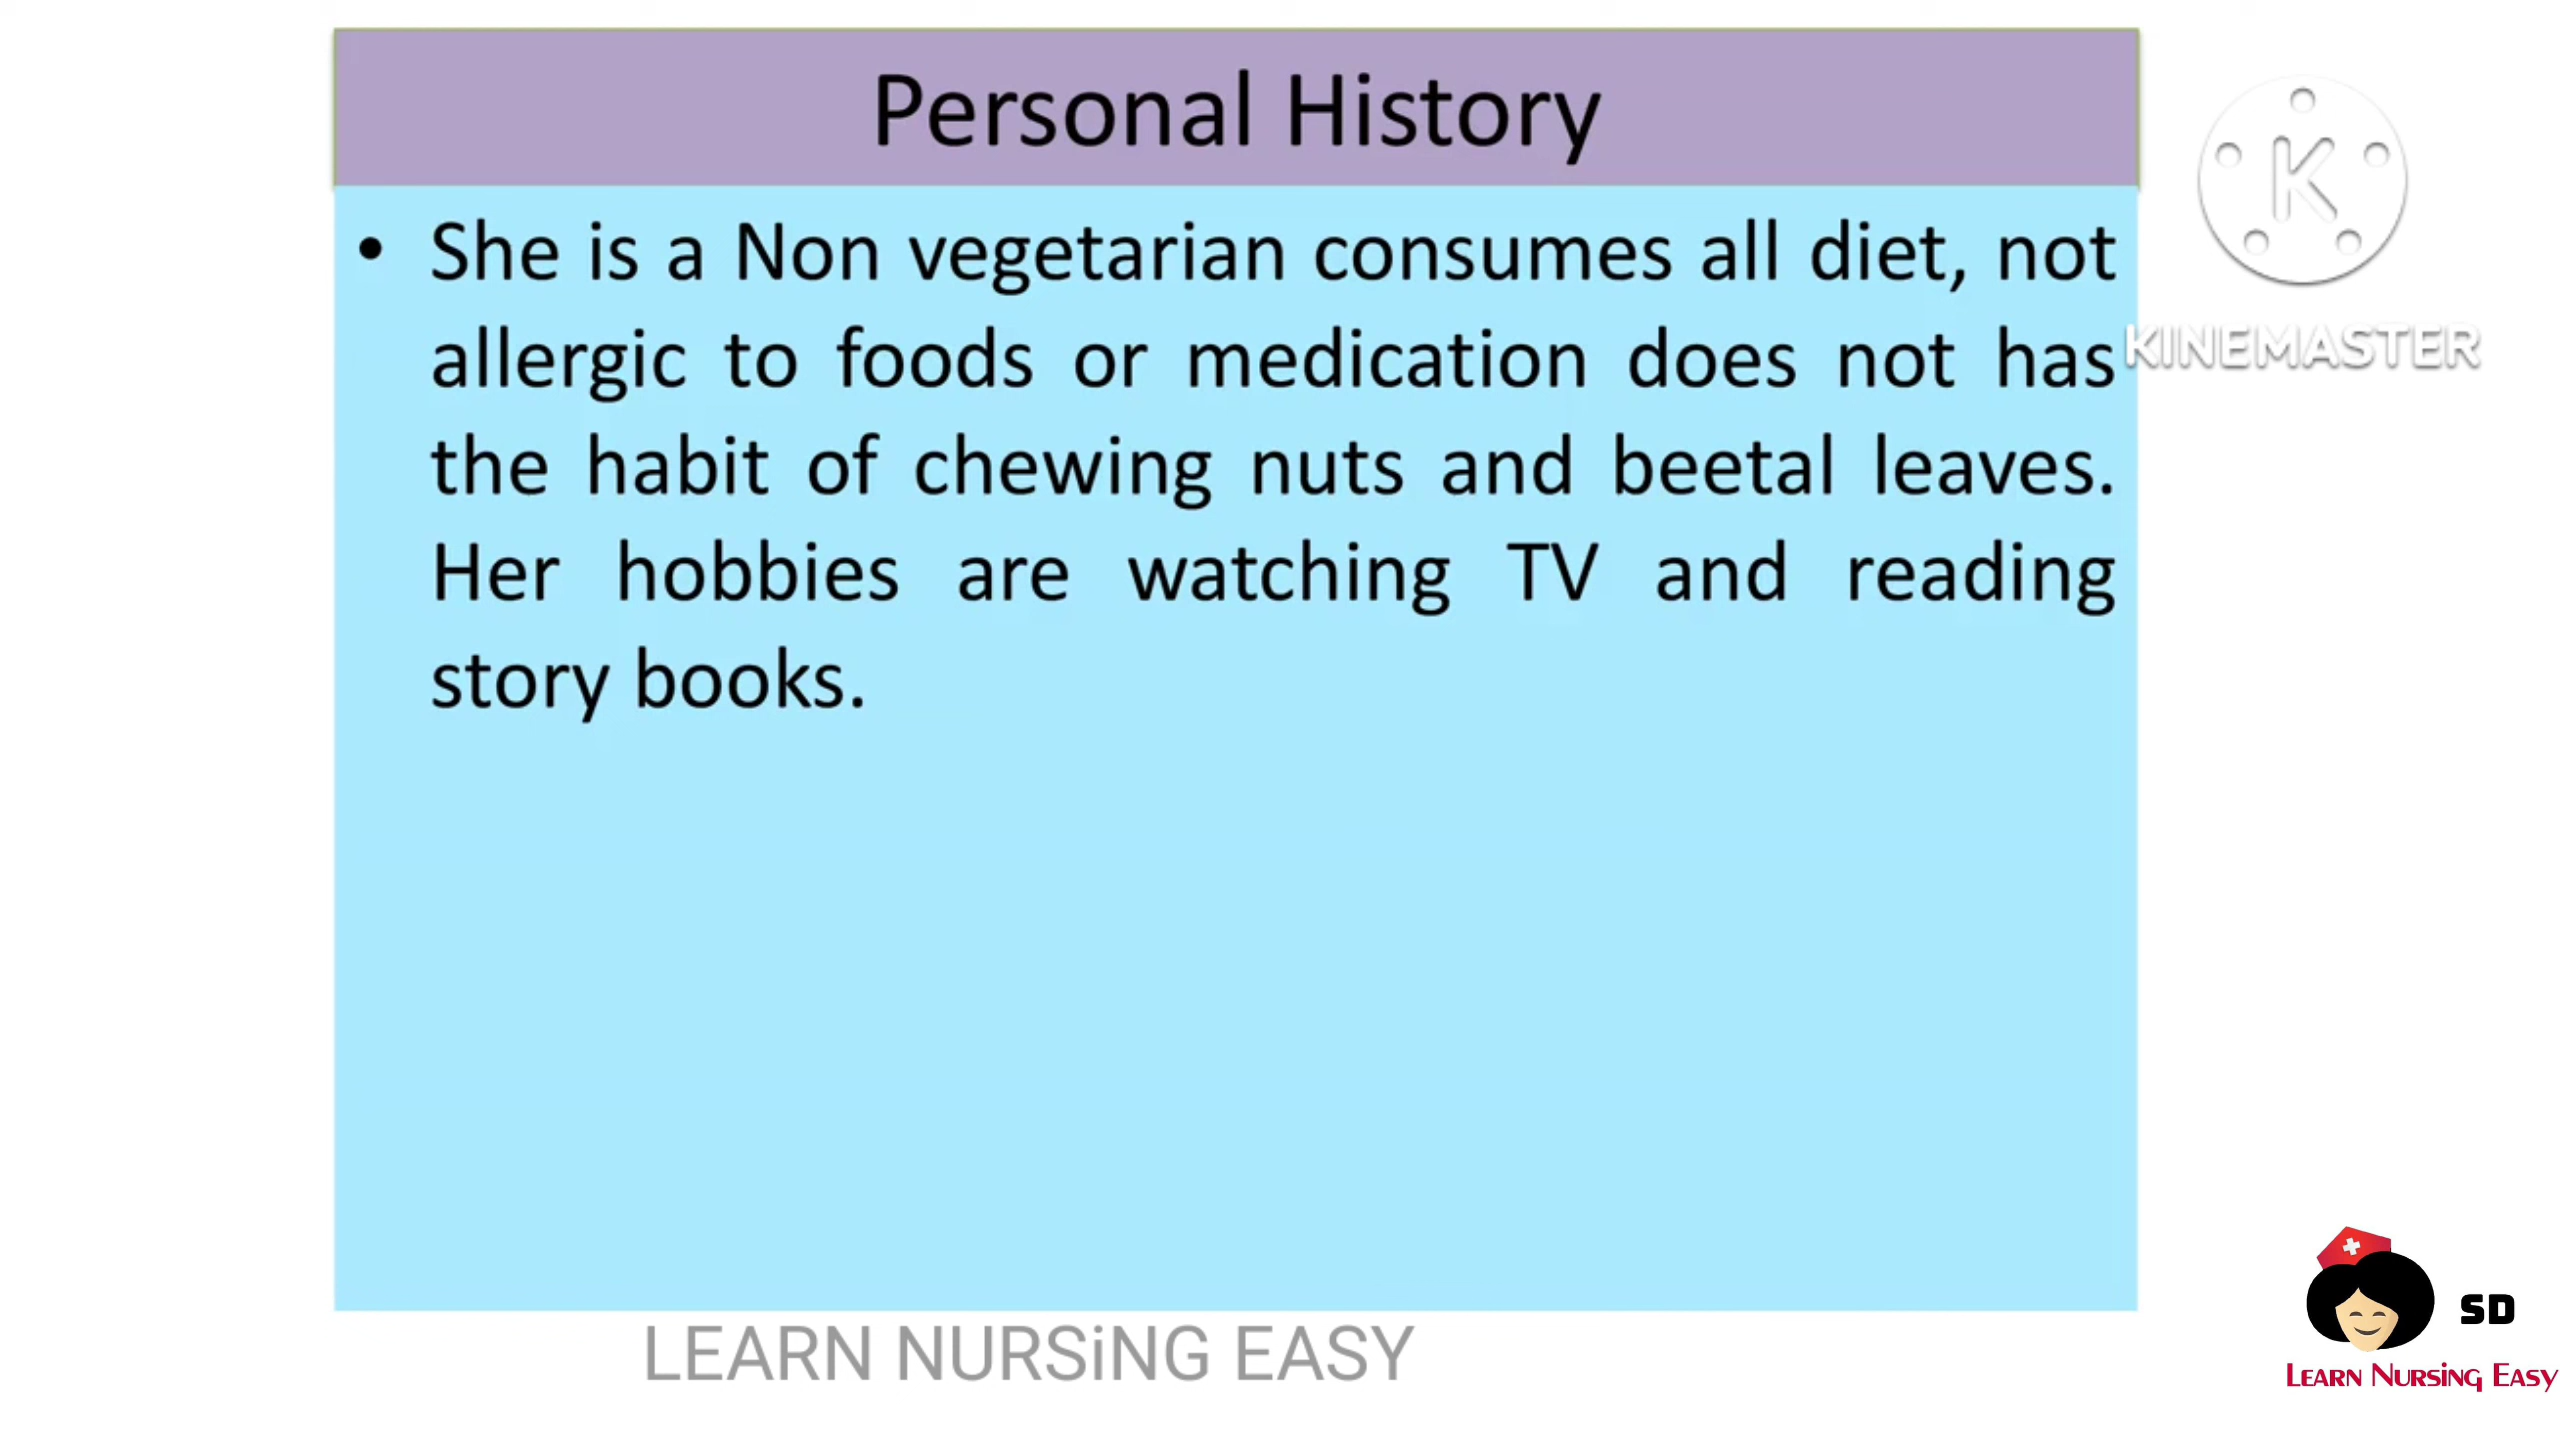 Personal History
• She is a Non vegetarian consumes all diet, not
allergic to foods or medication does not has
the habit of chewing nuts and beetal leaves.
Her hobbies are watching TV and reading
story books.
K
KINEMASTER
LEARN NURSiNG EASY
SD
LEARN NURSiNG EASY